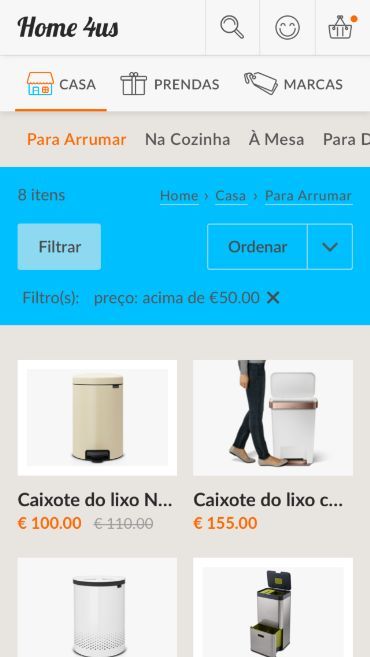 Home 4us
CASA PRENDAS MARCAS
Para Arrumar Na Cozinha À Mesa Para D
8 itens Home › Casa › Para Arrumar
Filtrar Ordenar
Filtro(s): preço: acima de €50.00 ✕
Caixote do lixo N... Caixote do lixo c...
€ 100.00 € 110.00 € 155.00